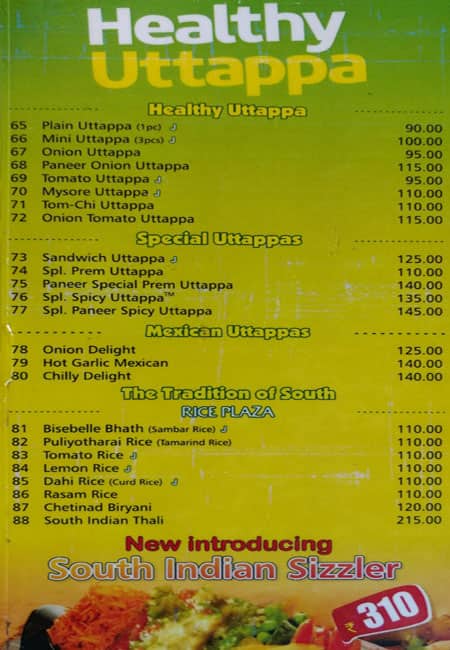 Healthy
Uttappa
Healthy Uttappa
65 Plain Uttappa (1pc) J 90.00
66 Mini Uttappa (3pcs) J 100.00
67 Onion Uttappa 95.00
68 Paneer Onion Uttappa 115.00
69 Tomato Uttappa J 95.00
70 Mysore Uttappa J 110.00
71 Tom-Chi Uttappa 110.00
72 Onion Tomato Uttappa 115.00
Special Uttappas
73 Sandwich Uttappa J 125.00
74 Spl. Prem Uttappa 110.00
75 Paneer Special Prem Uttappa 140.00
76 Spl. Spicy Uttappa™ 135.00
77 Spl. Paneer Spicy Uttappa 145.00
Mexican Uttappas
78 Onion Delight 125.00
79 Hot Garlic Mexican 140.00
80 Chilly Delight 140.00
The Tradition of South
RICE PLAZA
81 Bisebelle Bhath (Sambar Rice) J 110.00
82 Puliyotharai Rice (Tamarind Rice) 110.00
83 Tomato Rice J 110.00
84 Lemon Rice J 110.00
85 Dahi Rice (Curd Rice) J 110.00
86 Rasam Rice 110.00
87 Chetinad Biryani 120.00
88 South Indian Thali 215.00
New introducing
South Indian Sizzler
₹ 310